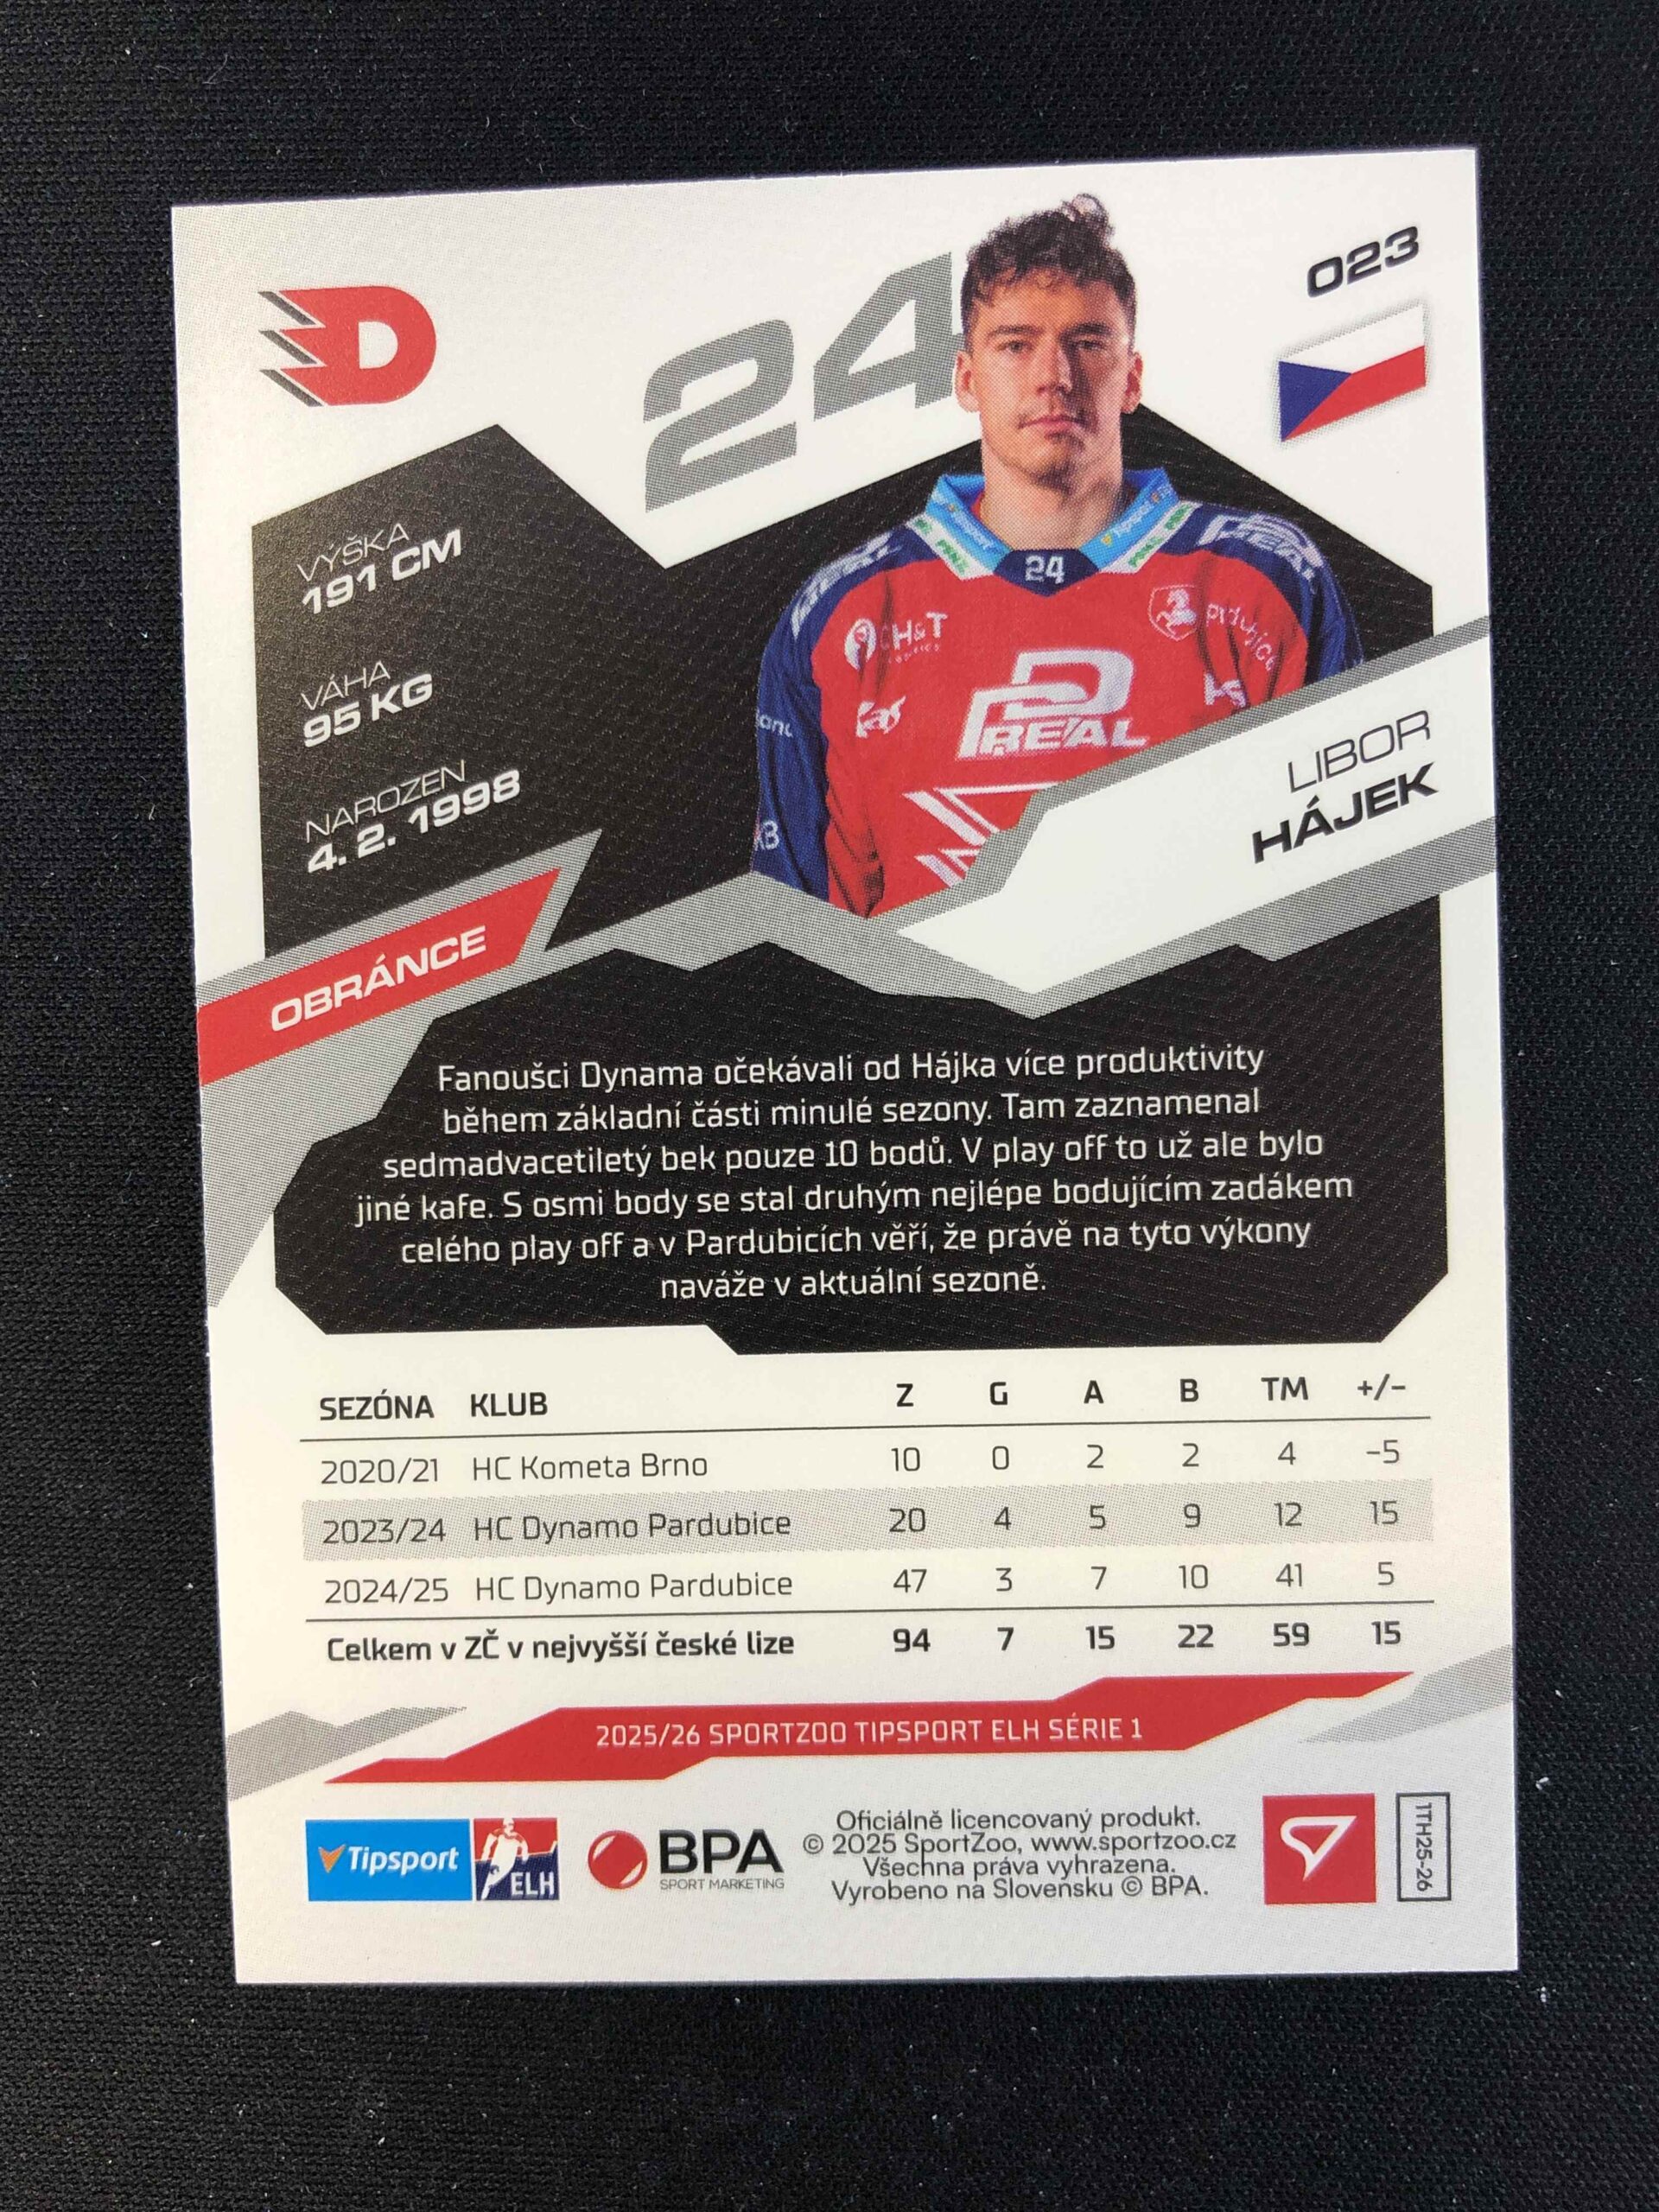 D
24
023
VÝŠKA
191 CM
VÁHA
95 KG
NAROZEN
4. 2. 1998
24
CH&T
pardubice
REAL
LIBOR
HÁJEK
OBRÁNCE
Fanoušci Dynama očekávali od Hájka více produktivity
během základní části minulé sezony. Tam zaznamenal
sedmadvacetiletý bek pouze 10 bodů. V play off to už ale bylo
jiné kafe. S osmi body se stal druhým nejlépe bodujícím zadákem
celého play off a v Pardubicích věří, že právě na tyto výkony
naváže v aktuální sezoně.
SEZÓNA KLUB Z G A B TM +/−
2020/21 HC Kometa Brno 10 0 2 2 4 −5
2023/24 HC Dynamo Pardubice 20 4 5 9 12 15
2024/25 HC Dynamo Pardubice 47 3 7 10 41 5
Celkem v ZČ v nejvyšší české lize 94 7 15 22 59 15
2025/26 SPORTZOO TIPSPORT ELH SÉRIE 1
Tipsport
ELH
BPA
SPORT MARKETING
Oficiálně licencovaný produkt.
© 2025 SportZoo, www.sportzoo.cz
Všechna práva vyhrazena.
Vyrobeno na Slovensku © BPA.
1TH25-26